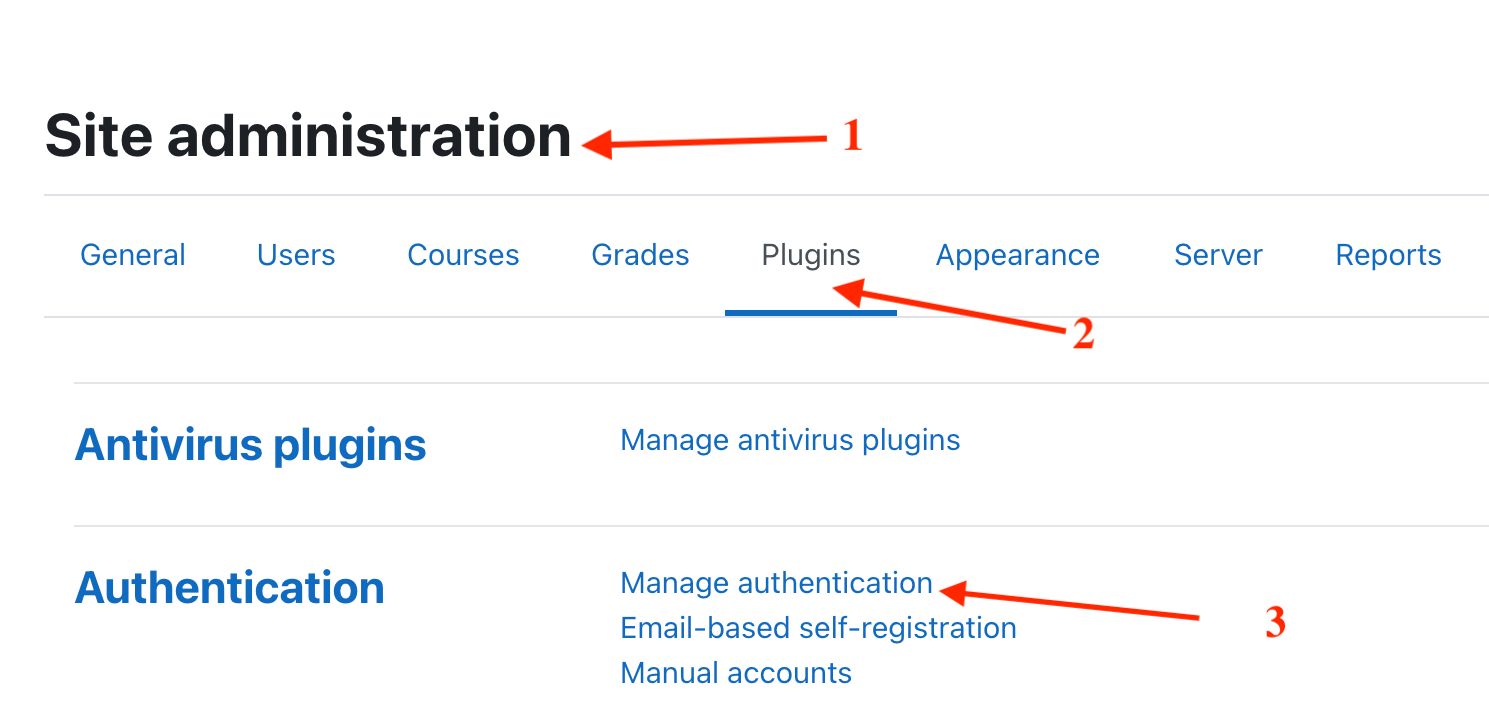 Site administration 1
General Users Courses Grades Plugins Appearance Server Reports
2
Antivirus plugins Manage antivirus plugins
Authentication Manage authentication
3
Email-based self-registration
Manual accounts